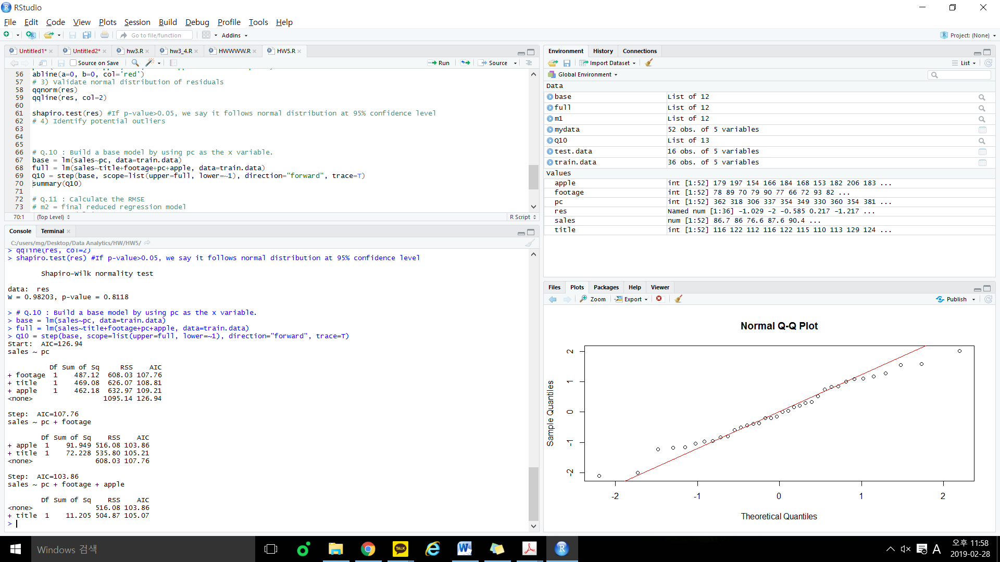 RStudio
File Edit Code View Plots Session Build Debug Profile Tools Help
Go to file/function Addins Project: (None)
Untitled1* Untitled2* hw3.R hw3_4.R HWWWW.R HW5.R
Source on Save Run Source
56 abline(a=0, b=0, col='red')
57 # 3) Validate normal distribution of residuals
58 qqnorm(res)
59 qqline(res, col=2)
60
61 shapiro.test(res) #If p-value>0.05, we say it follows normal distribution at 95% confidence level
62 # 4) Identify potential outliers
63
64
65
66 # Q.10 : Build a base model by using pc as the x variable.
67 base = lm(sales~pc, data=train.data)
68 full = lm(sales~title+footage+pc+apple, data=train.data)
69 Q10 = step(base, scope=list(upper=full, lower=~1), direction="forward", trace=T)
70 summary(Q10)
71
72 # Q.11 : Calculate the RMSE
73 # m2 = final reduced regression model
70:1 (Top Level) R Script
Console Terminal
C:/users/mg/Desktop/Data Analytics/HW/HW5/
> qqline(res, col=2)
> shapiro.test(res) #If p-value>0.05, we say it follows normal distribution at 95% confidence level
Shapiro-Wilk normality test
data: res
W = 0.98203, p-value = 0.8118
> # Q.10 : Build a base model by using pc as the x variable.
> base = lm(sales~pc, data=train.data)
> full = lm(sales~title+footage+pc+apple, data=train.data)
> Q10 = step(base, scope=list(upper=full, lower=~1), direction="forward", trace=T)
Start: AIC=126.94
sales ~ pc
Df Sum of Sq RSS AIC
+ footage 1 487.12 608.03 107.76
+ title 1 469.08 626.07 108.81
+ apple 1 462.18 632.97 109.21
<none> 1095.14 126.94
Step: AIC=107.76
sales ~ pc + footage
Df Sum of Sq RSS AIC
+ apple 1 91.949 516.08 103.86
+ title 1 72.228 535.80 105.21
<none> 608.03 107.76
Step: AIC=103.86
sales ~ pc + footage + apple
Df Sum of Sq RSS AIC
<none> 516.08 103.86
+ title 1 11.205 504.87 105.07
>
Environment History Connections
Import Dataset List
Global Environment
Data
base List of 12
full List of 12
m1 List of 12
mydata 52 obs. of 5 variables
Q10 List of 13
test.data 16 obs. of 5 variables
train.data 36 obs. of 5 variables
Values
apple int [1:52] 179 197 154 166 184 168 153 182 206 183 ...
footage int [1:52] 78 89 70 79 90 77 66 72 93 82 ...
pc int [1:52] 362 318 306 337 354 349 330 360 354 381 ...
res Named num [1:36] -1.029 -2 -0.585 0.217 -1.217 ...
sales num [1:52] 86.7 86 76.6 87.6 90.4 ...
title int [1:52] 116 122 112 116 122 115 110 113 129 124 ...
Files Plots Packages Help Viewer
Zoom Export Publish
Normal Q-Q Plot
Sample Quantiles
2
1
0
-1
-2
-2 -1 0 1 2
Theoretical Quantiles
Windows 검색
TALK
A
오후 11:58
2019-02-28